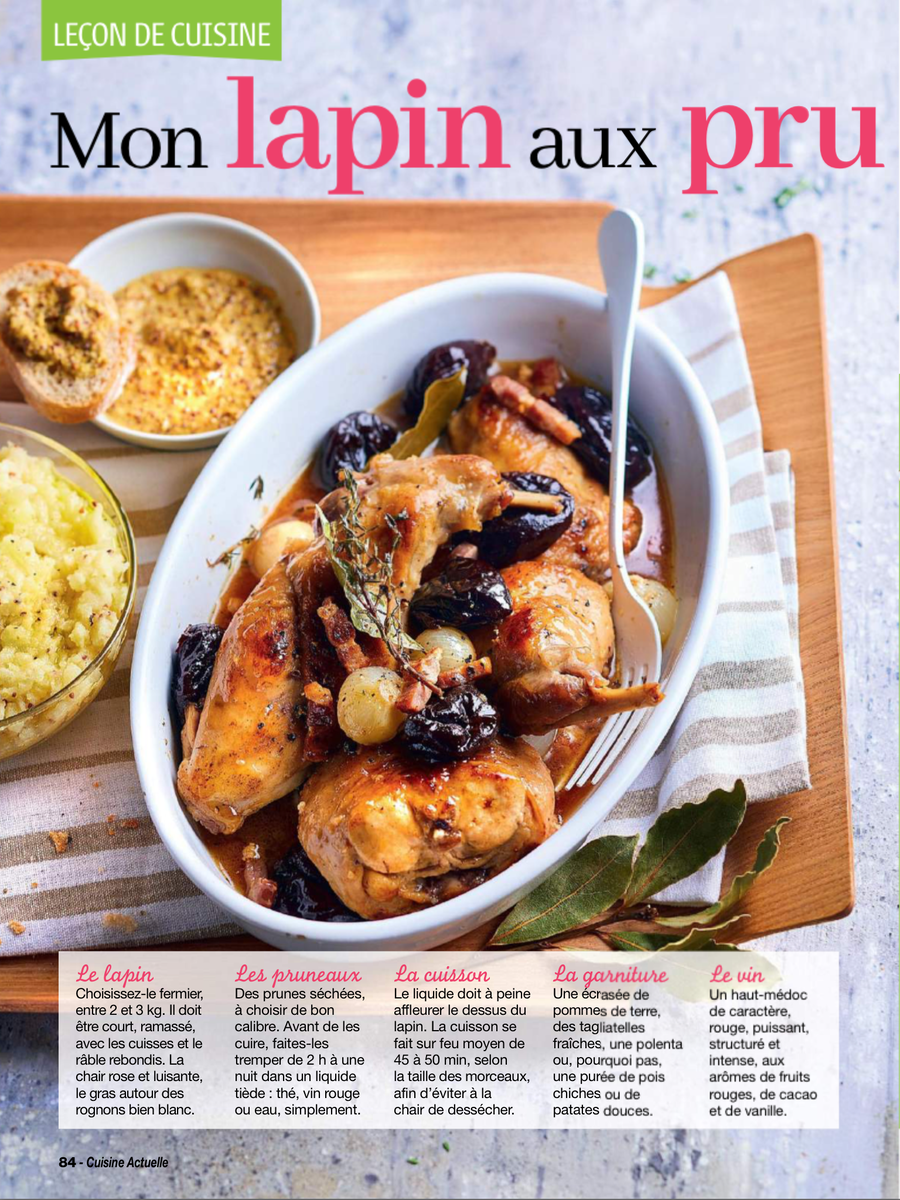 LEÇON DE CUISINE
Mon lapin aux pru
Le lapin
Choisissez-le fermier,
entre 2 et 3 kg. Il doit
être court, ramassé,
avec les cuisses et le
râble rebondis. La
chair rose et luisante,
le gras autour des
rognons bien blanc.
Les pruneaux
Des prunes séchées,
à choisir de bon
calibre. Avant de les
cuire, faites-les
tremper de 2 h à une
nuit dans un liquide
tiède : thé, vin rouge
ou eau, simplement.
La cuisson
Le liquide doit à peine
affleurer le dessus du
lapin. La cuisson se
fait sur feu moyen de
45 à 50 min, selon
la taille des morceaux,
afin d'éviter à la
chair de dessécher.
La garniture
Une écrasée de
pommes de terre,
des tagliatelles
fraîches, une polenta
ou, pourquoi pas,
une purée de pois
chiches ou de
patates douces.
Le vin
Un haut-médoc
de caractère,
rouge, puissant,
structuré et
intense, aux
arômes de fruits
rouges, de cacao
et de vanille.
84 - Cuisine Actuelle